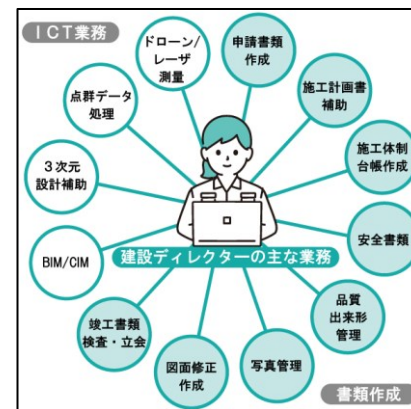 ICT業務
ドローン/
レーザ
測量
申請書類
作成
施工計画書
補助
施工体制
台帳作成
安全書類
品質
出来形
管理
写真管理
図面修正
作成
竣工書類
検査・立会
BIM/CIM
3次元
設計補助
点群データ
処理
建設ディレクターの主な業務
書類作成